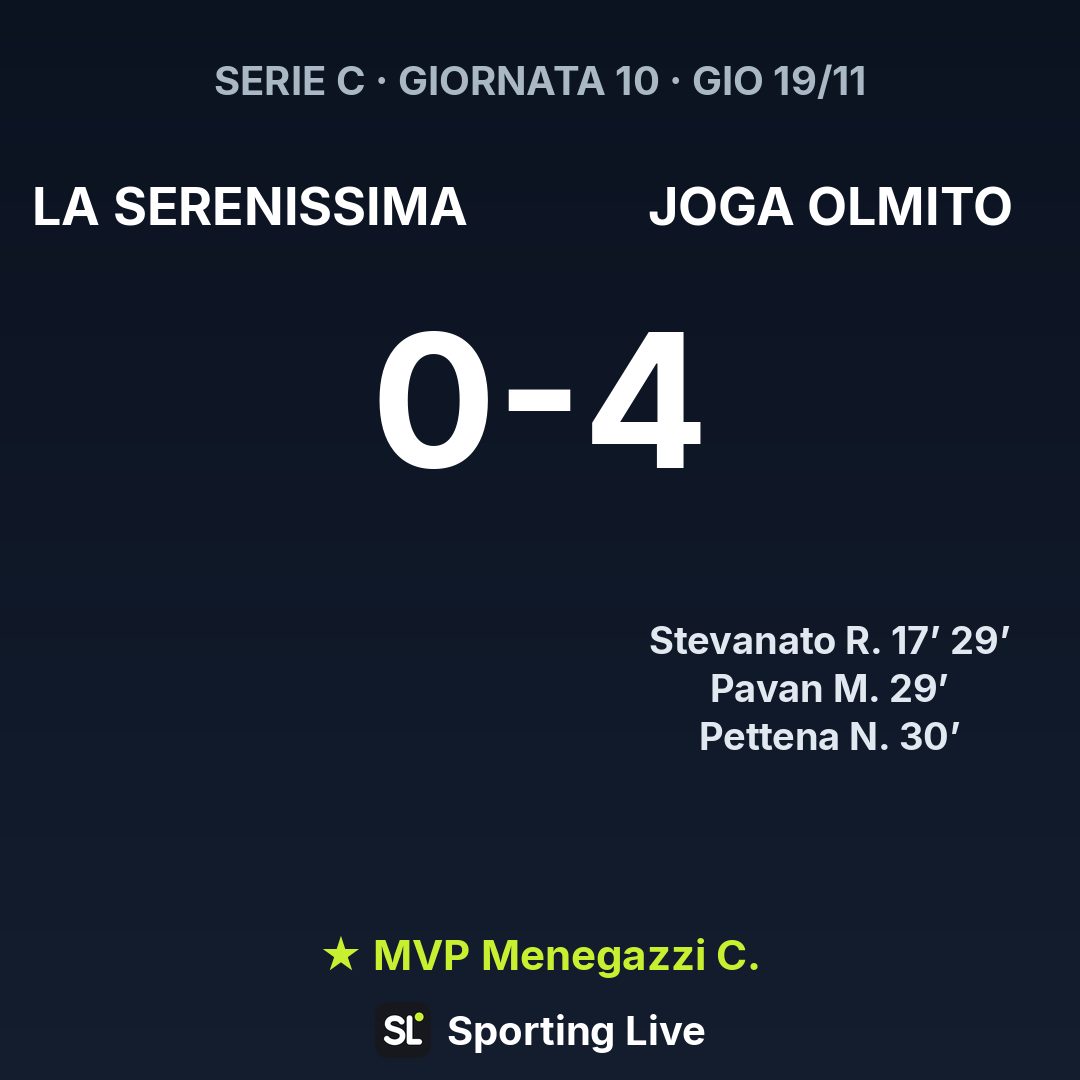 SERIE C · GIORNATA 10 · GIO 19/11
LA SERENISSIMA
JOGA OLMITO
0-4
Stevanato R. 17’ 29’
Pavan M. 29’
Pettena N. 30’
★ MVP Menegazzi C.
SL Sporting Live